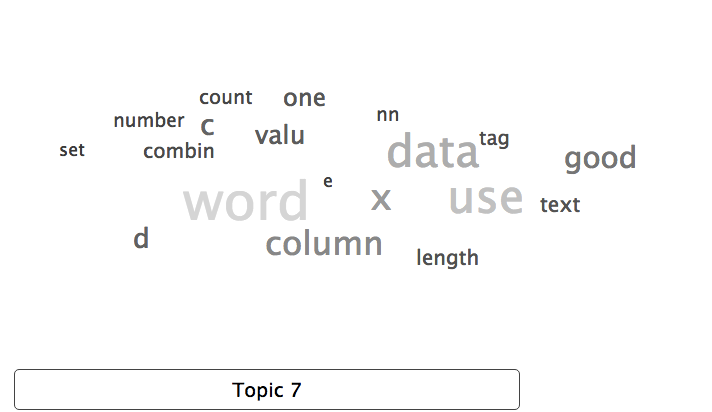 count one
number c nn
set combin valu data tag good
word e x use text
d column length
Topic 7